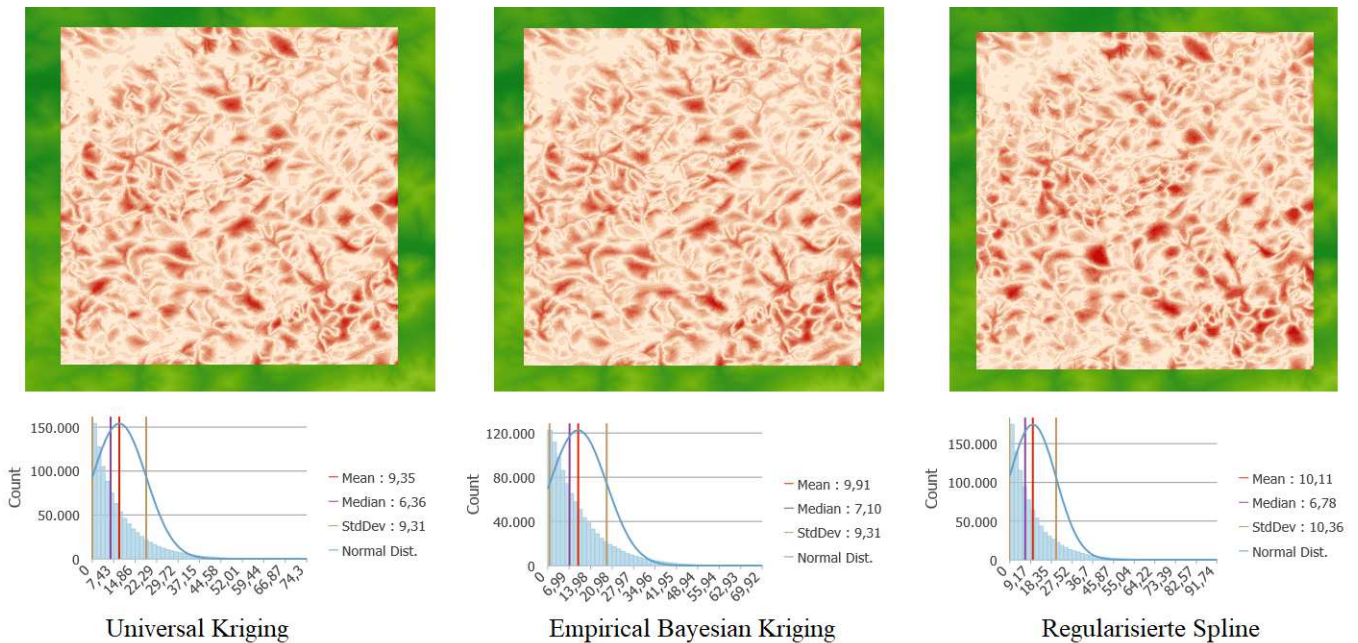 150.000
100.000
50.000
0
Count
0
7,43
14,86
22,29
29,72
37,15
44,58
52,01
59,44
66,87
74,3
Mean : 9,35
Median : 6,36
StdDev : 9,31
Normal Dist.
Universal Kriging
120.000
80.000
40.000
0
Count
0
6,99
13,98
20,98
27,97
34,96
41,95
48,94
55,94
62,93
69,92
Mean : 9,91
Median : 7,10
StdDev : 9,31
Normal Dist.
Empirical Bayesian Kriging
150.000
100.000
50.000
0
Count
0
9,17
18,35
27,52
36,7
45,87
55,04
64,22
73,39
82,57
91,74
Mean : 10,11
Median : 6,78
StdDev : 10,36
Normal Dist.
Regularisierte Spline